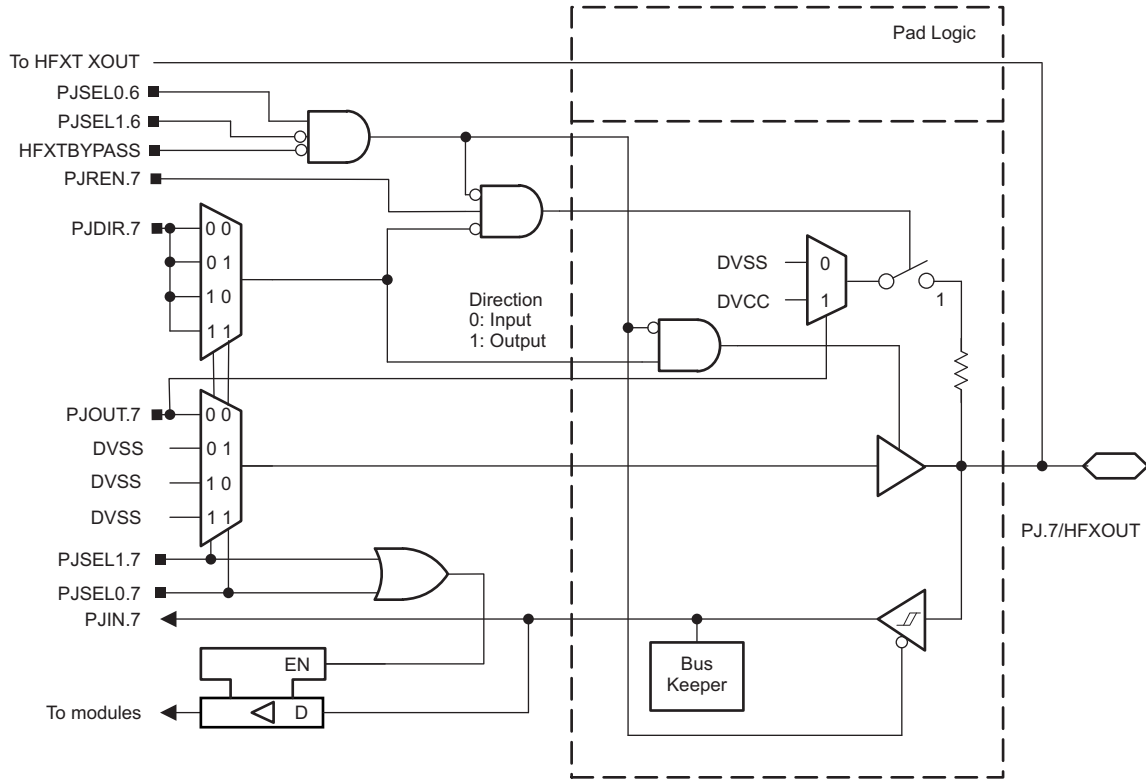 Pad Logic
To HFXT XOUT
PJSEL0.6
PJSEL1.6
HFXTBYPASS
PJREN.7
PJDIR.7
0 0
0 1
1 0
1 1
Direction
0: Input
1: Output
DVSS
0
DVCC
1
1
PJOUT.7
0 0
DVSS
0 1
DVSS
1 0
DVSS
1 1
PJ.7/HFXOUT
PJSEL1.7
PJSEL0.7
PJIN.7
EN
Bus
Keeper
To modules
D